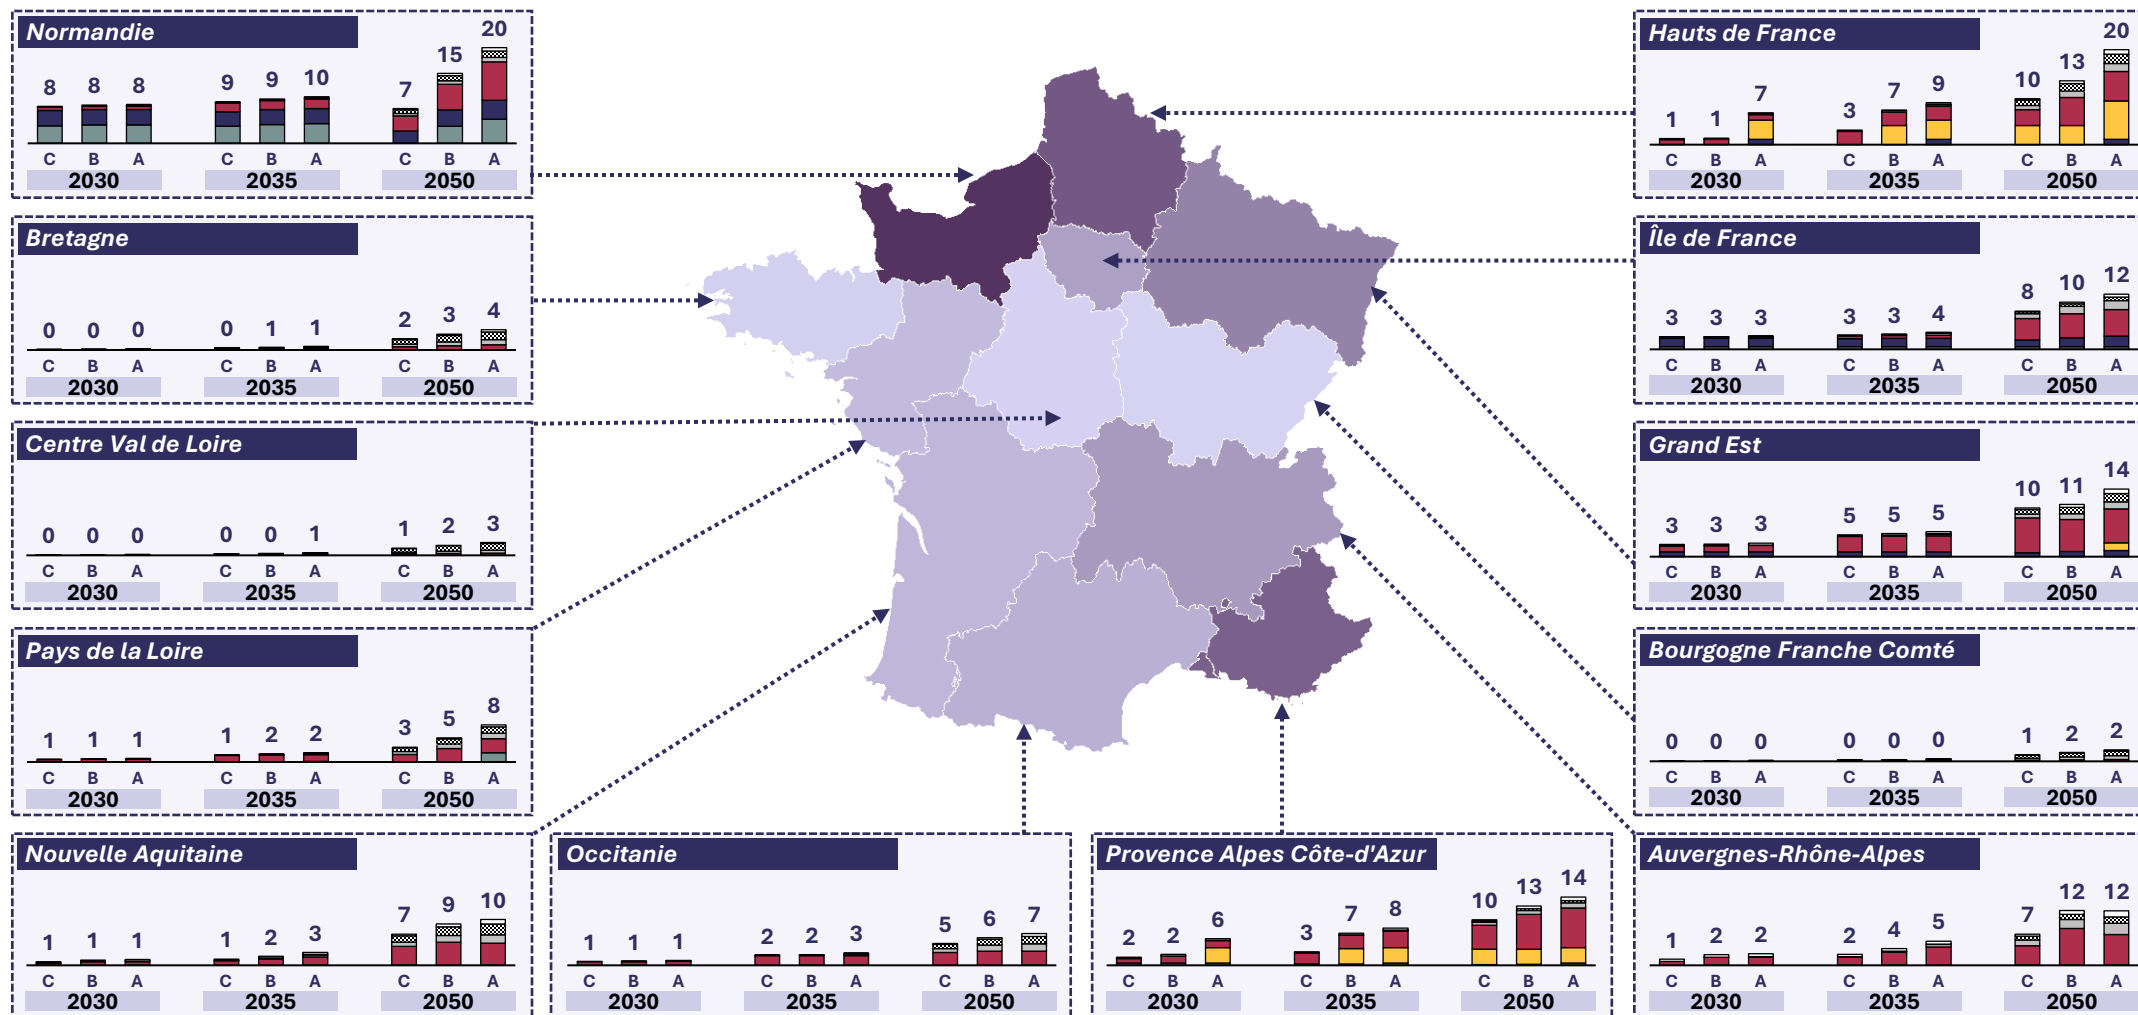 Normandie
8 8 8 9 9 10 7 15 20
C B A C B A C B A
2030 2035 2050
Bretagne
0 0 0 0 1 1 2 3 4
C B A C B A C B A
2030 2035 2050
Centre Val de Loire
0 0 0 0 0 1 1 2 3
C B A C B A C B A
2030 2035 2050
Pays de la Loire
1 1 1 1 2 2 3 5 8
C B A C B A C B A
2030 2035 2050
Nouvelle Aquitaine
1 1 1 1 2 3 7 9 10
C B A C B A C B A
2030 2035 2050
Occitanie
1 1 1 2 2 3 5 6 7
C B A C B A C B A
2030 2035 2050
Provence Alpes Côte-d'Azur
2 2 6 3 7 8 10 13 14
C B A C B A C B A
2030 2035 2050
Hauts de France
1 1 7 3 7 9 10 13 20
C B A C B A C B A
2030 2035 2050
Île de France
3 3 3 3 3 4 8 10 12
C B A C B A C B A
2030 2035 2050
Grand Est
3 3 3 5 5 5 10 11 14
C B A C B A C B A
2030 2035 2050
Bourgogne Franche Comté
0 0 0 0 0 0 1 2 2
C B A C B A C B A
2030 2035 2050
Auvergnes-Rhône-Alpes
1 2 2 2 4 5 7 12 12
C B A C B A C B A
2030 2035 2050